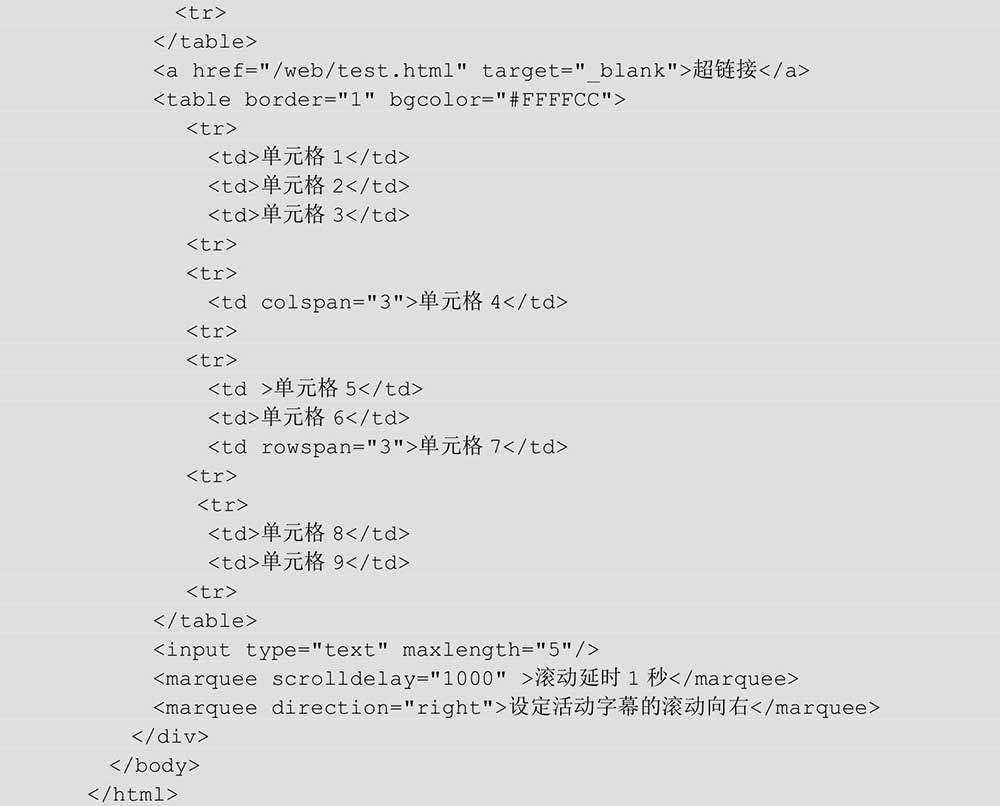 <tr>
</table>
<a href="/web/test.html" target="_blank">超链接</a>
<table border="1" bgcolor="#FFFFCC">
<tr>
<td>单元格 1</td>
<td>单元格 2</td>
<td>单元格 3</td>
<tr>
<tr>
<td colspan="3">单元格 4</td>
<tr>
<tr>
<td >单元格 5</td>
<td>单元格 6</td>
<td rowspan="3">单元格 7</td>
<tr>
<tr>
<td>单元格 8</td>
<td>单元格 9</td>
<tr>
</table>
<input type="text" maxlength="5"/>
<marquee scrolldelay="1000" >滚动延时 1 秒</marquee>
<marquee direction="right">设定活动字幕的滚动向右</marquee>
</div>
</body>
</html>